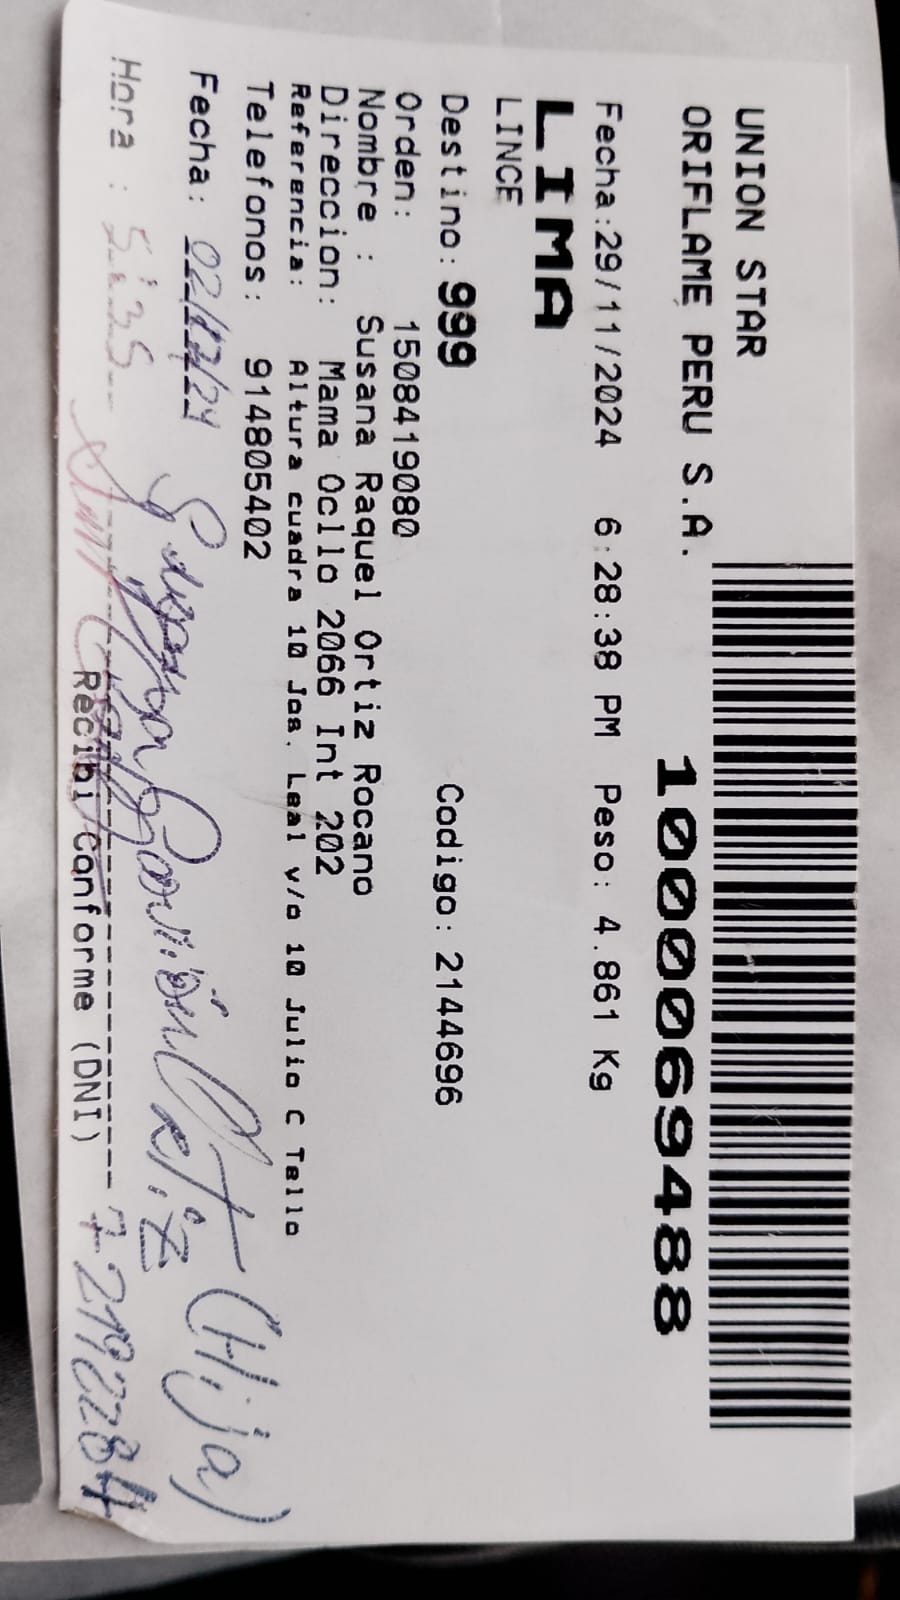 UNION STAR
ORIFLAME PERU S.A.
10000694888
Fecha:29/11/2024 6:28:38 PM Peso: 4.861 Kg
LIMA
LINCE
Destino: 999 Codigo: 2144696
Orden: 1508419080
Nombre : Susana Raquel Ortiz Rocano
Direccion: Mama Ocllo 2066 Int 202
Referencia: Altura cuadra 10 Jos. Leal v/o 10 Julio C Tello
Telefonos: 914805402
Fecha: 02/12/24 Ortiz (Hija)
Hora : 5:35
Recibi Conforme (DNI)